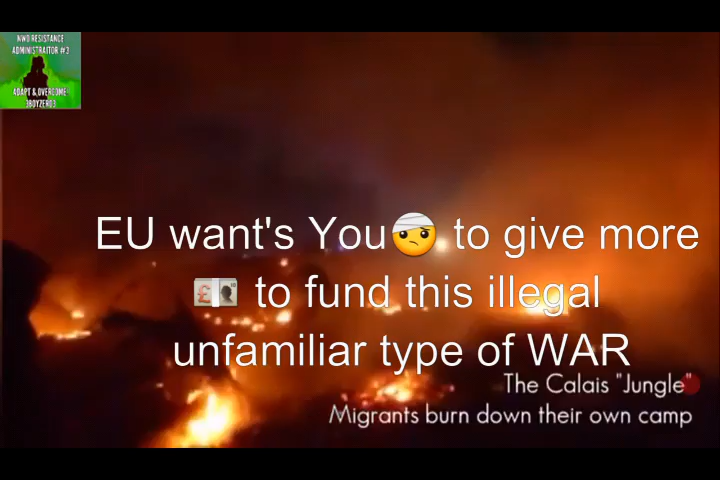 NWO RESISTANCE
ADMINISTRAITOR #3
ADAPT & OVERCOME
3BOYZERO3
EU want's You🤕 to give more
💷 to fund this illegal
unfamiliar type of WAR
The Calais "Jungle"
Migrants burn down their own camp